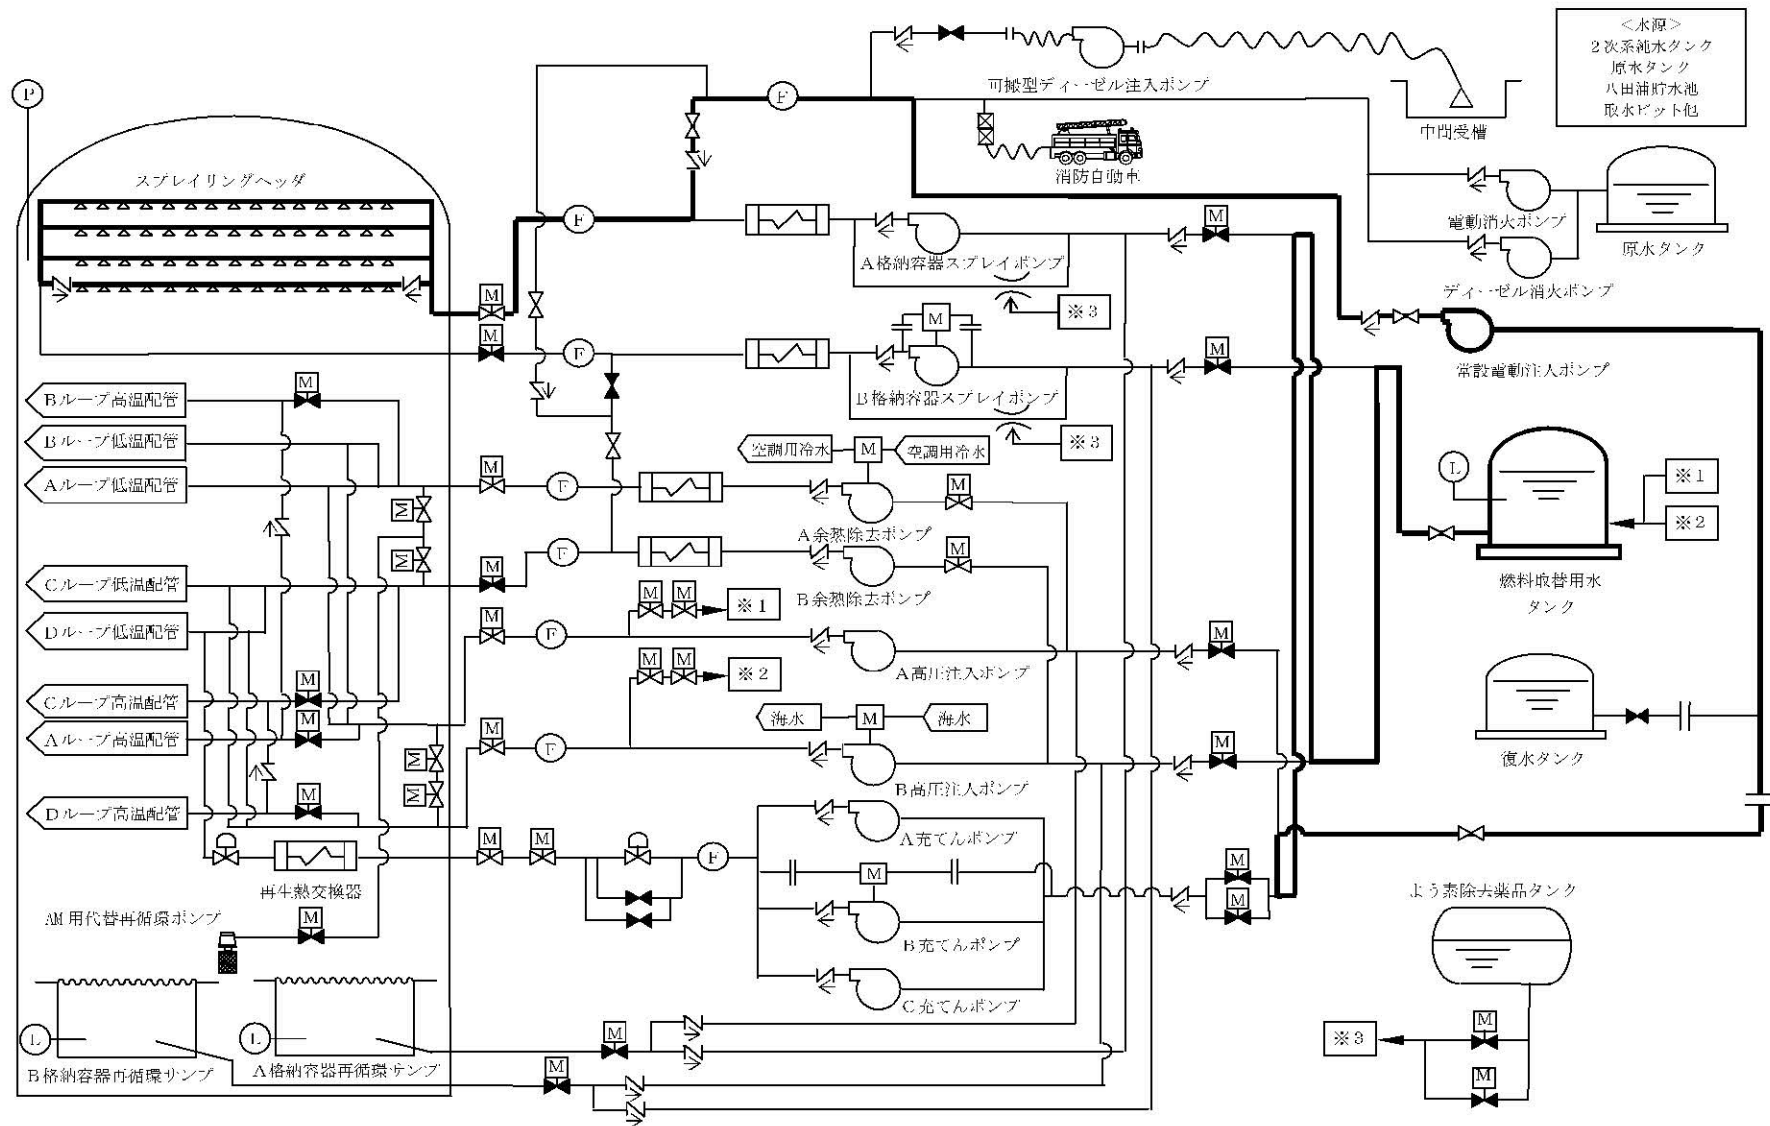 <水源>
2次系純水タンク
原水タンク
八田浦貯水池
取水ピット他
可搬型ディーゼル注入ポンプ
中間受槽
P
F
スプレイリングヘッダ
消防自動車
電動消火ポンプ
原水タンク
F
M
A格納容器スプレイポンプ
ディーゼル消火ポンプ
M
※3
M
F
M
M
常設電動注入ポンプ
B格納容器スプレイポンプ
M
Bループ高温配管
※3
Bループ低温配管
空調用冷水
M
空調用冷水
Aループ低温配管
M
F
M
L
※1
M
※2
A余熱除去ポンプ
M
F
M
Cループ低温配管
M
燃料取替用水
タンク
B余熱除去ポンプ
M
M
※1
Dループ低温配管
M
F
M
M
M
※2
A高圧注入ポンプ
Cループ高温配管
M
海水
M
海水
Aループ高温配管
M
M
F
M
復水タンク
M
M
B高圧注入ポンプ
Dループ高温配管
M
A充てんポンプ
M
M
F
M
M
再生熱交換器
M
よう素除去薬品タンク
AM用代替再循環ポンプ
M
B充てんポンプ
C充てんポンプ
L
L
M
M
※3
B格納容器再循環サンプ
A格納容器再循環サンプ
M
M